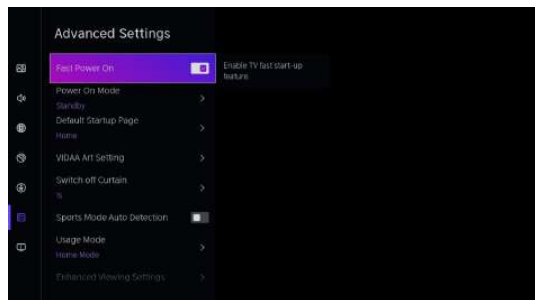 Advanced Settings
Fast Power On
Enable TV fast start-up
feature.
Power On Mode
Standby
Default Startup Page
Home
VIDAA Art Setting
Switch off Curtain
Sports Mode Auto Detection
Usage Mode
Home Mode
Enhanced Viewing Settings